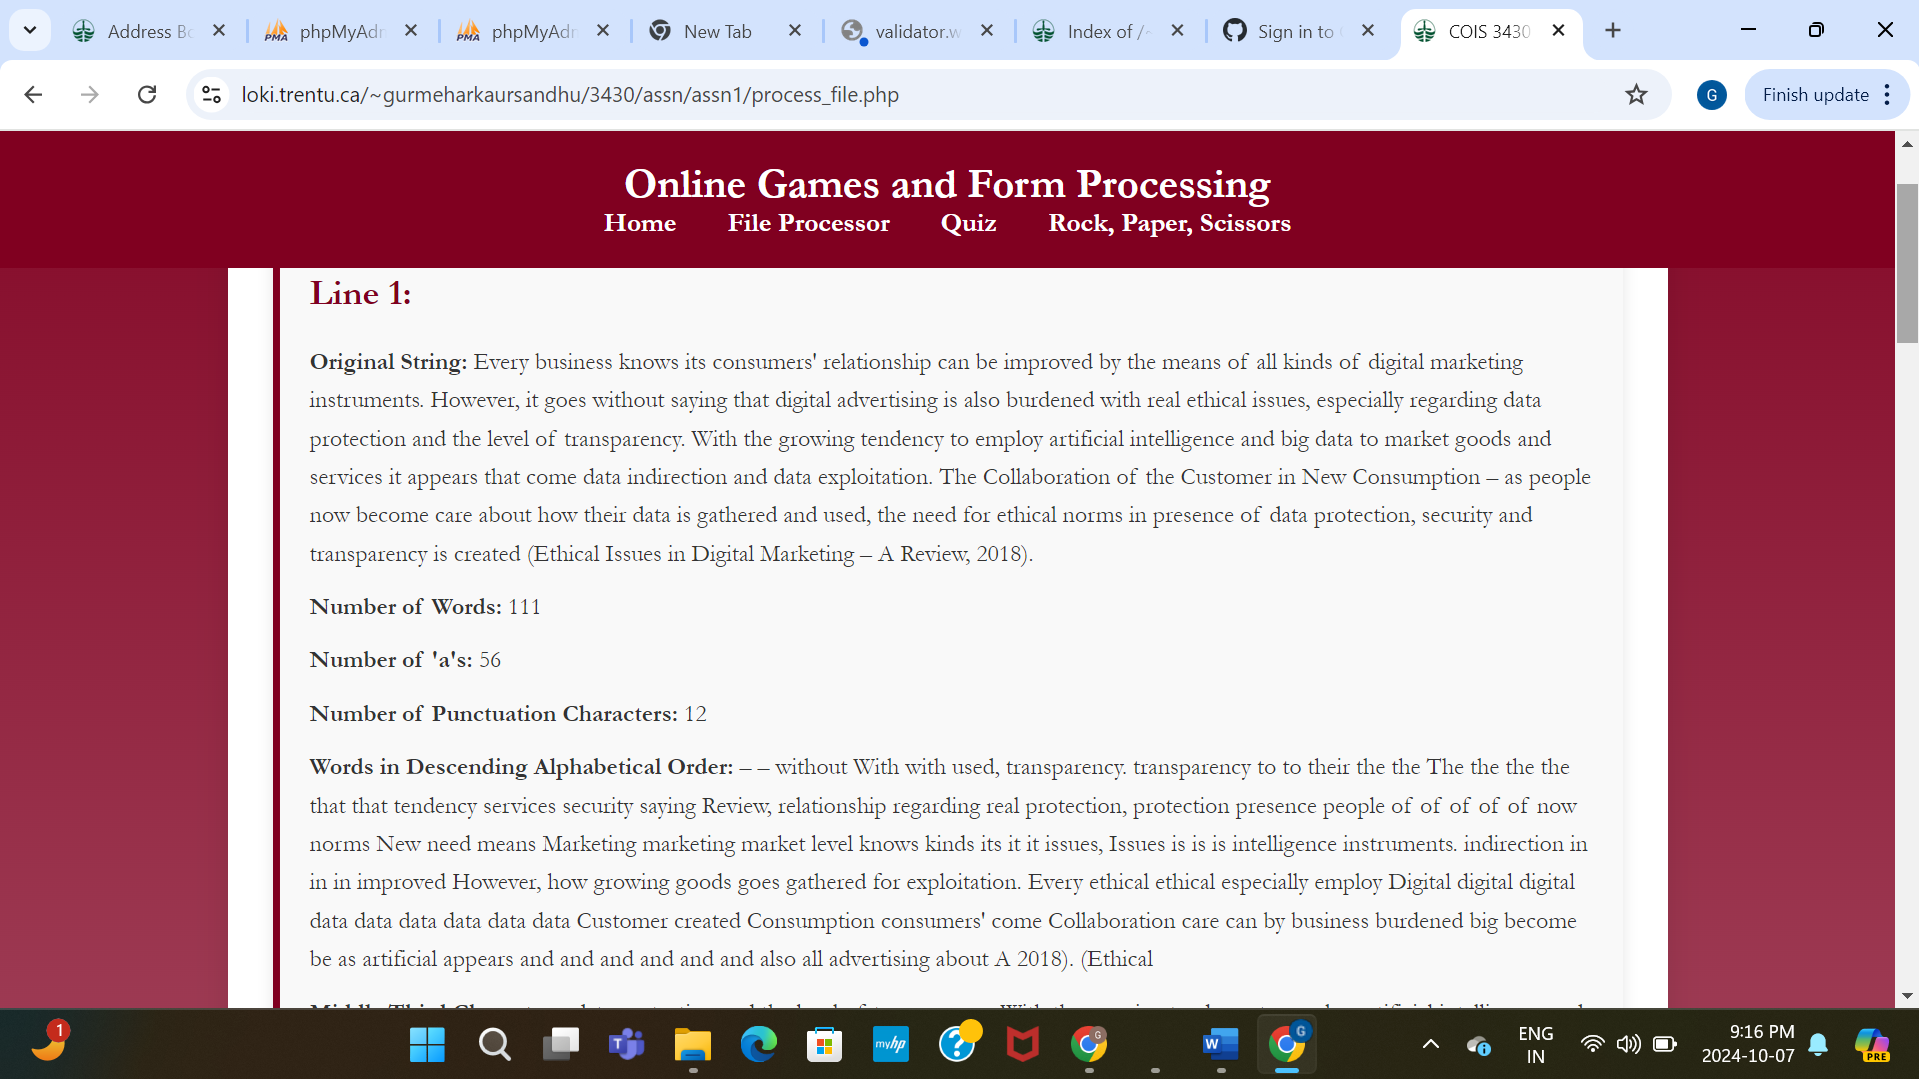 Address Bo
phpMyAdr
phpMyAdr
New Tab
validator.w
Index of /~
Sign in to
COIS 3430
loki.trentu.ca/~gurmeharkaursandhu/3430/assn/assn1/process_file.php
G
Finish update
Online Games and Form Processing
Home File Processor Quiz Rock, Paper, Scissors
Line 1:
Original String: Every business knows its consumers' relationship can be improved by the means of all kinds of digital marketing
instruments. However, it goes without saying that digital advertising is also burdened with real ethical issues, especially regarding data
protection and the level of transparency. With the growing tendency to employ artificial intelligence and big data to market goods and
services it appears that come data indirection and data exploitation. The Collaboration of the Customer in New Consumption – as people
now become care about how their data is gathered and used, the need for ethical norms in presence of data protection, security and
transparency is created (Ethical Issues in Digital Marketing – A Review, 2018).
Number of Words: 111
Number of 'a's: 56
Number of Punctuation Characters: 12
Words in Descending Alphabetical Order: – – without With with used, transparency. transparency to to their the the The the the the
that that tendency services security saying Review, relationship regarding real protection, protection presence people of of of of of now
norms New need means Marketing marketing market level knows kinds its it it issues, Issues is is is intelligence instruments. indirection in
in in improved However, how growing goods goes gathered for exploitation. Every ethical ethical especially employ Digital digital digital
data data data data data data Customer created Consumption consumers' come Collaboration care can by business burdened big become
be as artificial appears and and and and and and also all advertising about A 2018). (Ethical
1
myhp
G
G
ENG
IN
9:16 PM
2024-10-07
PRE